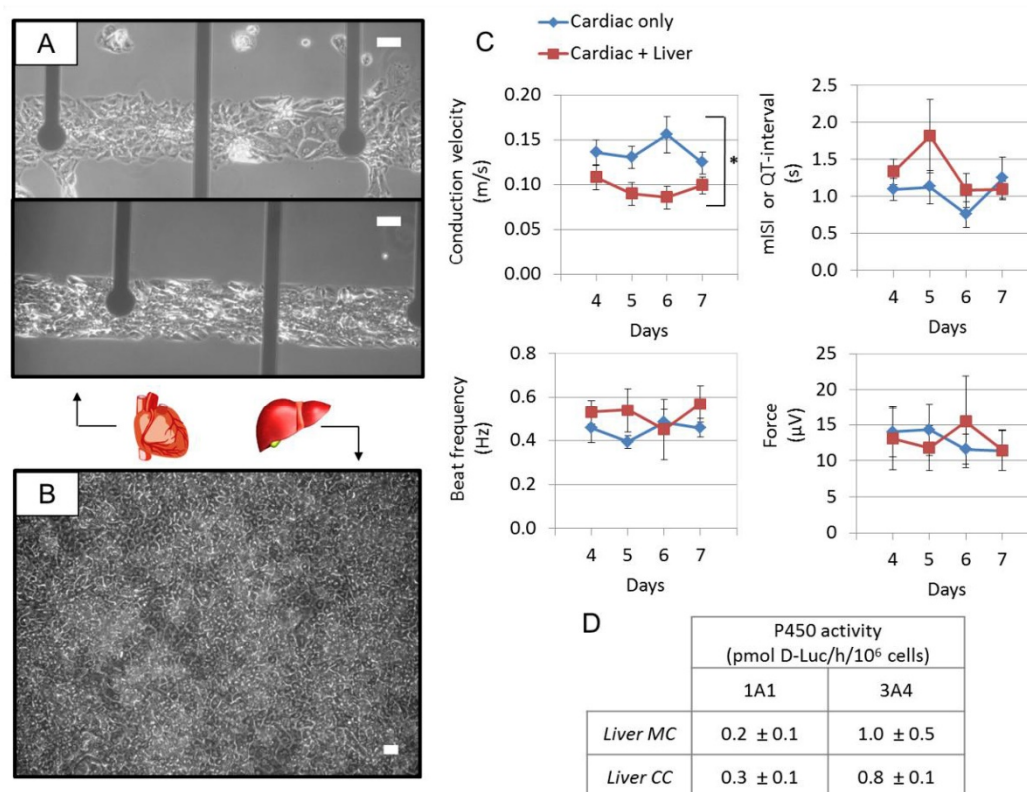 A
B
C
Cardiac only
Cardiac + Liver
Conduction velocity
(m/s)
0.20
0.15
0.10
0.05
0.00
*
4 5 6 7
Days
mISI or QT-interval
(s)
2.5
2.0
1.5
1.0
0.5
0.0
4 5 6 7
Days
Beat frequency
(Hz)
0.8
0.6
0.4
0.2
0.0
4 5 6 7
Days
Force
(µV)
25
20
15
10
5
0
4 5 6 7
Days
D
P450 activity
(pmol D-Luc/h/10⁶ cells)
1A1 3A4
Liver MC 0.2 ± 0.1 1.0 ± 0.5
Liver CC 0.3 ± 0.1 0.8 ± 0.1